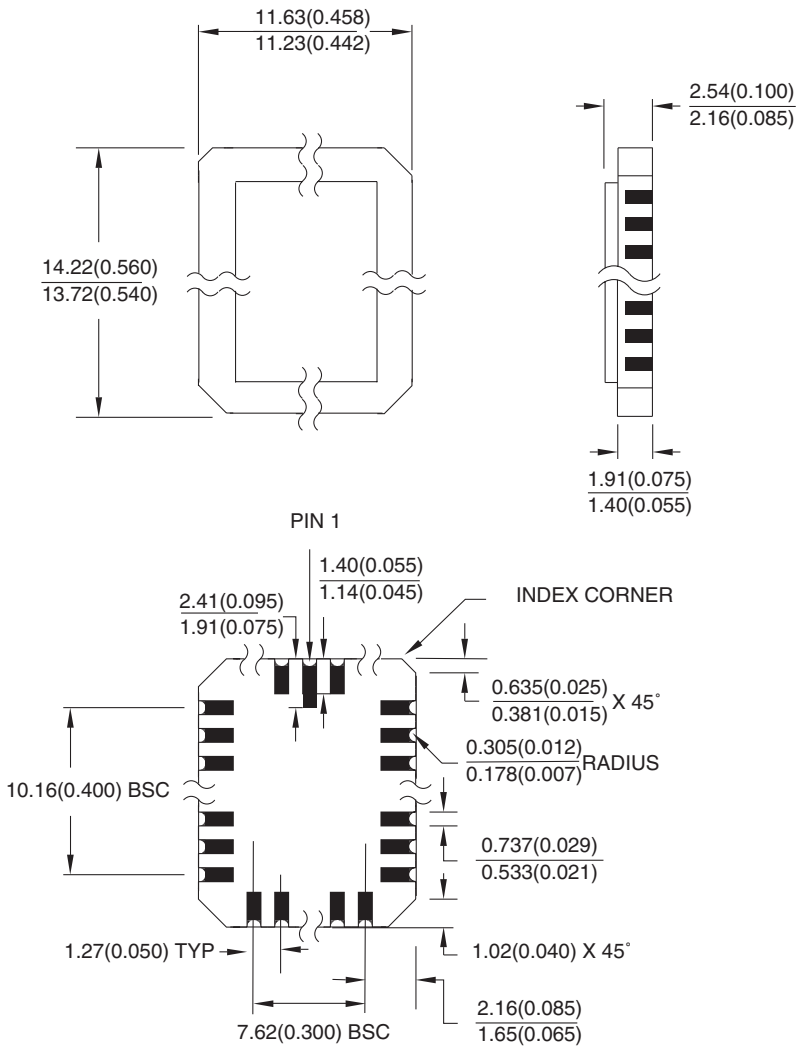 11.63(0.458)
11.23(0.442)
2.54(0.100)
2.16(0.085)
14.22(0.560)
13.72(0.540)
1.91(0.075)
1.40(0.055)
PIN 1
1.40(0.055)
1.14(0.045)
INDEX CORNER
2.41(0.095)
1.91(0.075)
0.635(0.025)
0.381(0.015) X 45°
0.305(0.012)
0.178(0.007) RADIUS
10.16(0.400) BSC
0.737(0.029)
0.533(0.021)
1.27(0.050) TYP
1.02(0.040) X 45°
2.16(0.085)
1.65(0.065)
7.62(0.300) BSC